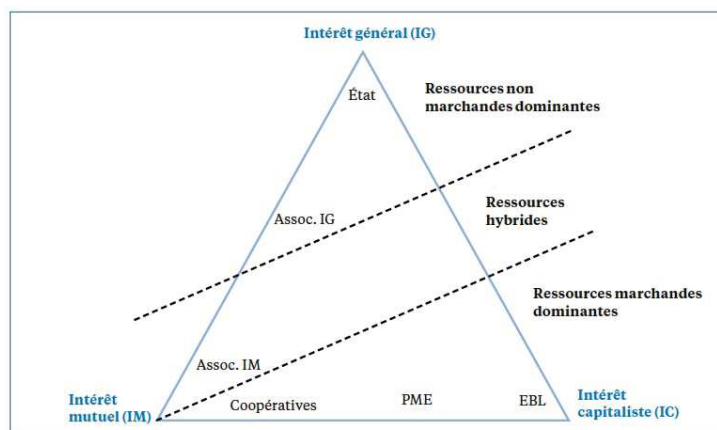 Intérêt général (IG)
État
Ressources non
marchandes dominantes
Assoc. IG
Ressources
hybrides
Ressources marchandes
dominantes
Assoc. IM
Intérêt
mutuel (IM)
Coopératives
PME
EBL
Intérêt
capitaliste (IC)